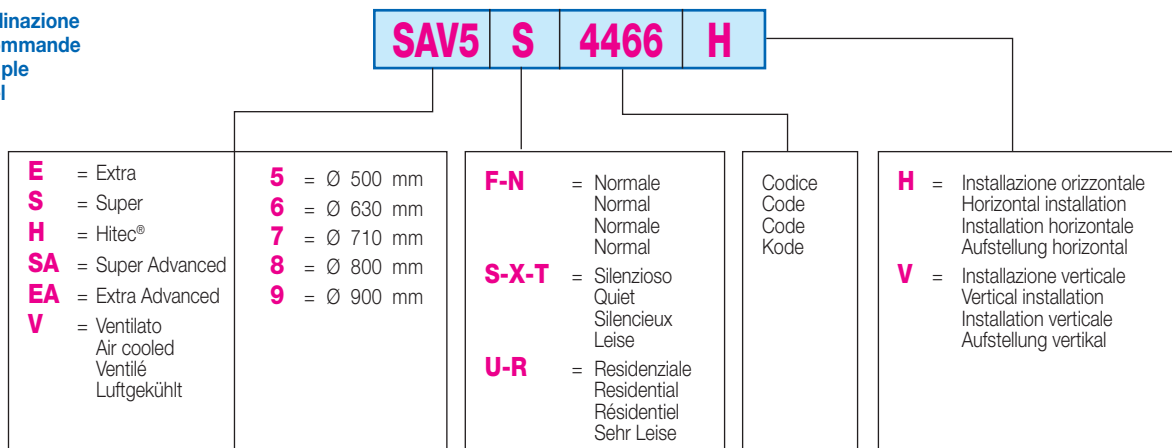 SAV5 S 4466 H
E = Extra
S = Super
H = Hitec®
SA = Super Advanced
EA = Extra Advanced
V = Ventilato
Air cooled
Ventilé
Luftgekühlt
5 = Ø 500 mm
6 = Ø 630 mm
7 = Ø 710 mm
8 = Ø 800 mm
9 = Ø 900 mm
F-N = Normale
Normal
Normale
Normal
S-X-T = Silenzioso
Quiet
Silencieux
Leise
U-R = Residenziale
Residential
Résidentiel
Sehr Leise
Codice
Code
Code
Kode
H = Installazione orizzontale
Horizontal installation
Installation horizontale
Aufstellung horizontal
V = Installazione verticale
Vertical installation
Installation verticale
Aufstellung vertikal